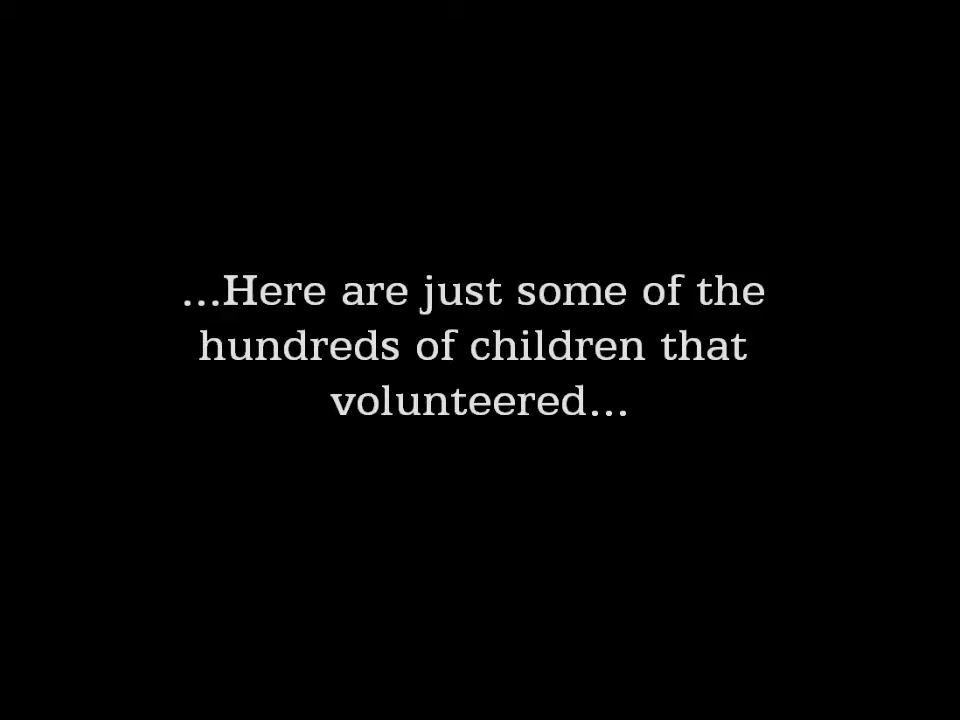 ...Here are just some of the
hundreds of children that
volunteered...